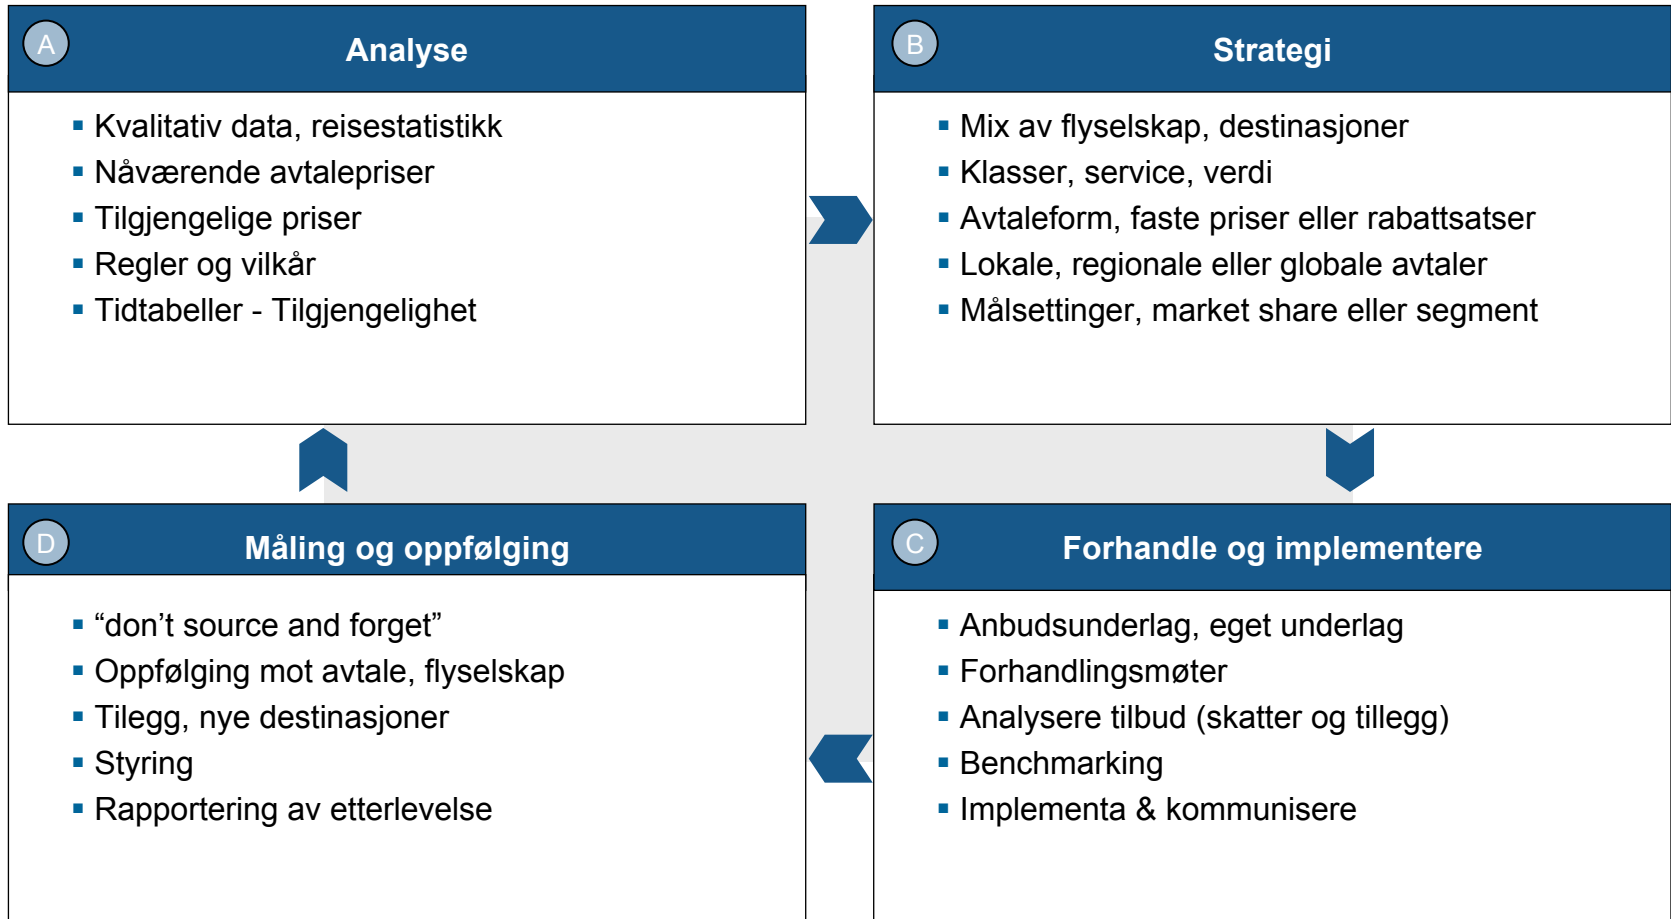 A
Analyse
▪ Kvalitativ data, reisestatistikk
▪ Nåværende avtalepriser
▪ Tilgjengelige priser
▪ Regler og vilkår
▪ Tidtabeller - Tilgjengelighet
B
Strategi
▪ Mix av flyselskap, destinasjoner
▪ Klasser, service, verdi
▪ Avtaleform, faste priser eller rabattsatser
▪ Lokale, regionale eller globale avtaler
▪ Målsettinger, market share eller segment
D
Måling og oppfølging
▪ “don’t source and forget”
▪ Oppfølging mot avtale, flyselskap
▪ Tilegg, nye destinasjoner
▪ Styring
▪ Rapportering av etterlevelse
C
Forhandle og implementere
▪ Anbudsunderlag, eget underlag
▪ Forhandlingsmøter
▪ Analysere tilbud (skatter og tillegg)
▪ Benchmarking
▪ Implementa & kommunisere